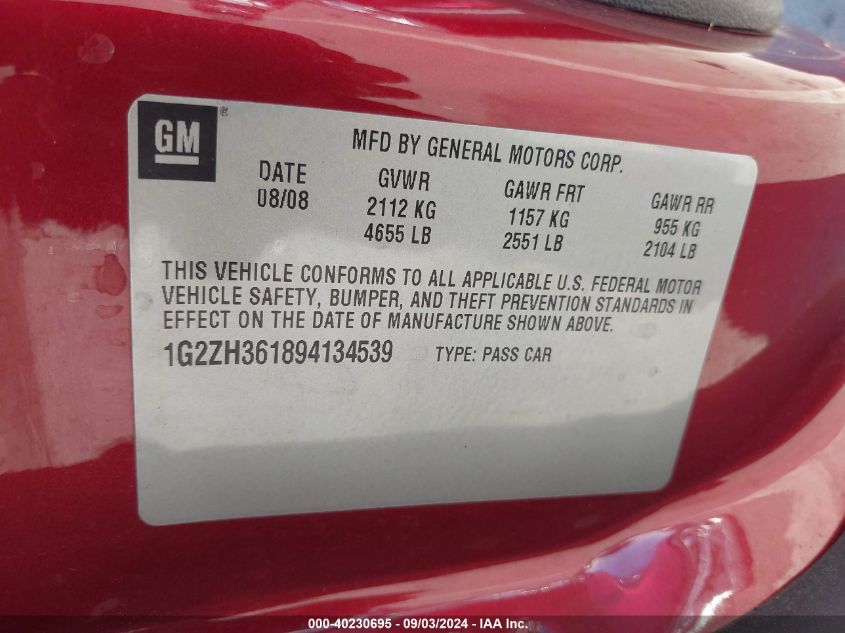 GM®
MFD BY GENERAL MOTORS CORP.
DATE GVWR GAWR FRT GAWR RR
08/08 2112 KG 1157 KG 955 KG
4655 LB 2551 LB 2104 LB
THIS VEHICLE CONFORMS TO ALL APPLICABLE U.S. FEDERAL MOTOR
VEHICLE SAFETY, BUMPER, AND THEFT PREVENTION STANDARDS IN
EFFECT ON THE DATE OF MANUFACTURE SHOWN ABOVE.
1G2ZH361894134539 TYPE: PASS CAR
000-40230695 - 09/03/2024 - IAA Inc.